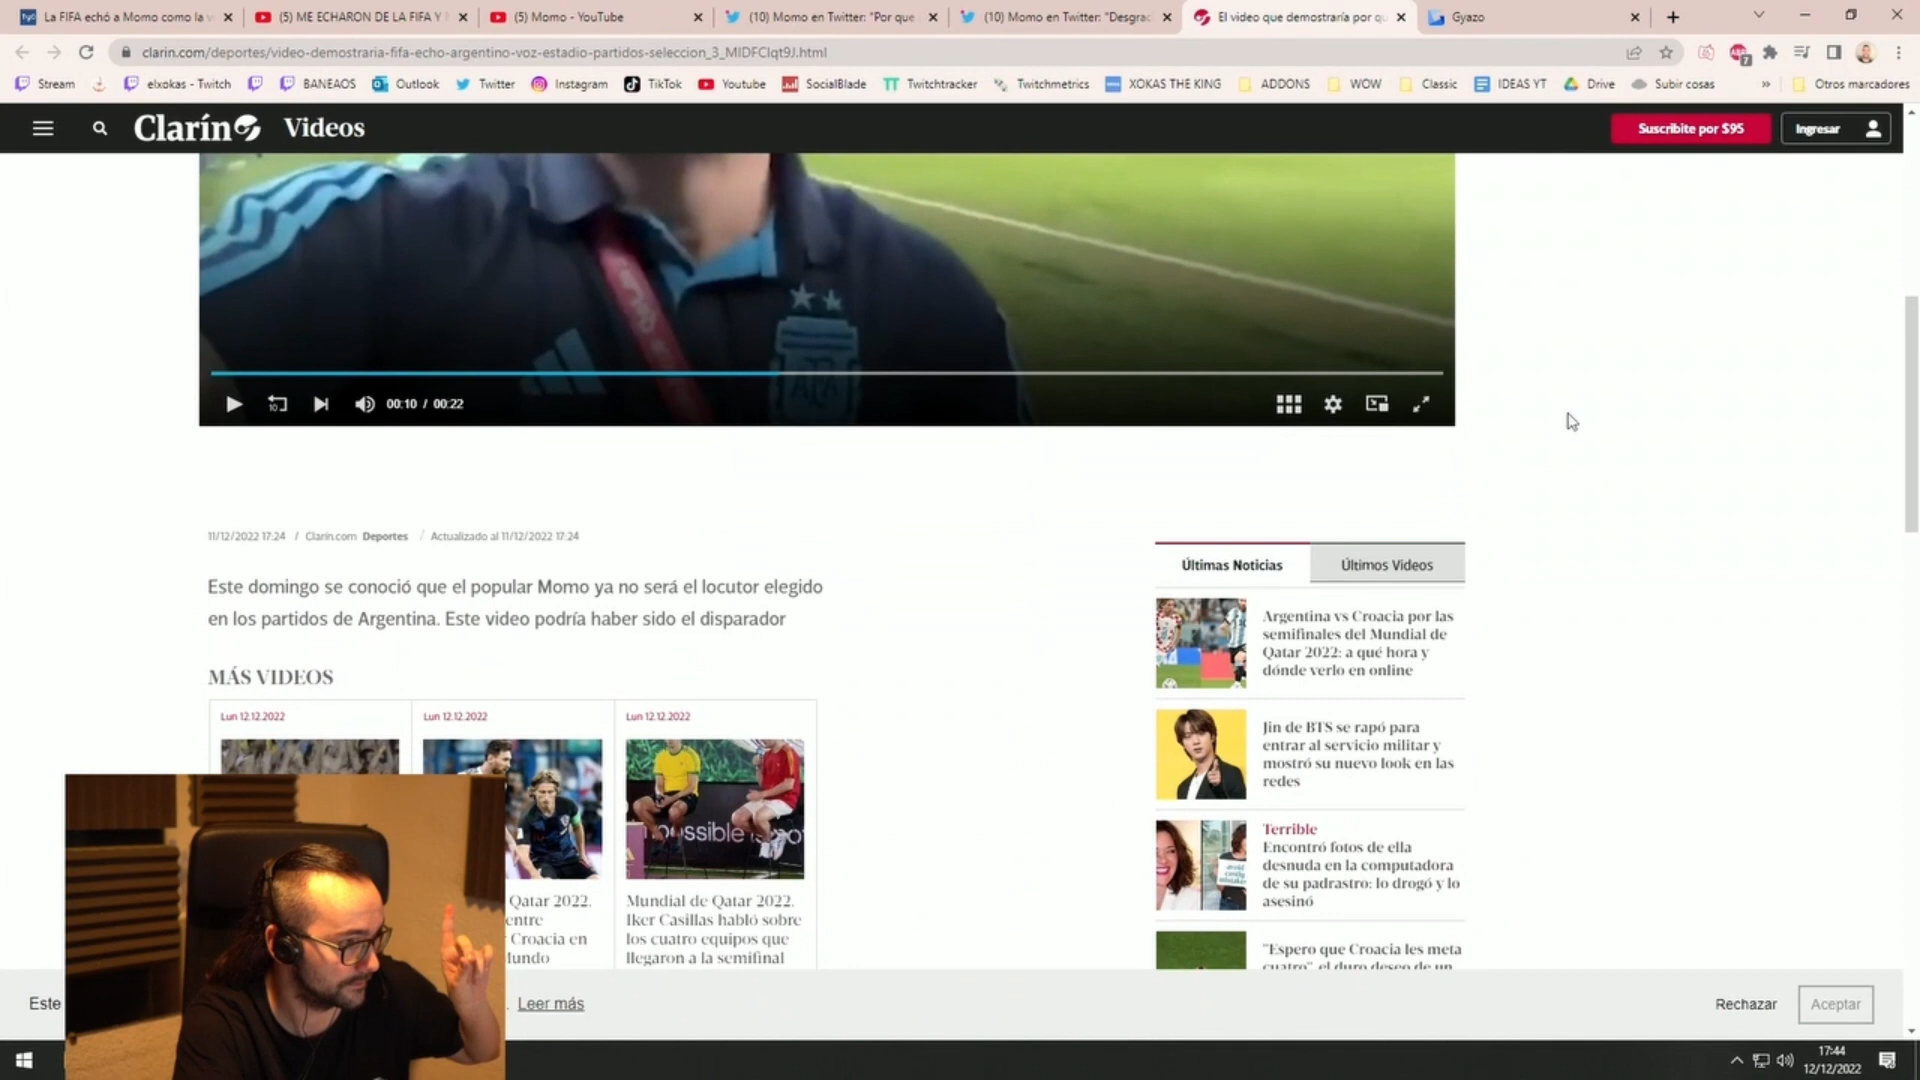 La FIFA echó a Momo como la v
(5) ME ECHARON DE LA FIFA Y
(5) Momo - YouTube
(10) Momo en Twitter: "Por que
(10) Momo en Twitter: "Desgrac
El video que demostraría por qu
Gyazo
clarin.com/deportes/video-demostraria-fifa-echo-argentino-voz-estadio-partidos-seleccion_3_MIDFCIqt9J.html
7
Stream
elxokas - Twitch
BANEAOS
Outlook
Twitter
Instagram
TikTok
Youtube
SocialBlade
Twitchtracker
Twitchmetrics
XOKAS THE KING
ADDONS
WOW
Classic
IDEAS YT
Drive
Subir cosas
»
Otros marcadores
Clarín
Videos
Suscribite por $95
Ingresar
AFA
10
00:10 / 00:22
11/12/2022 17:24 / Clarín.com Deportes / Actualizado al 11/12/2022 17:24
Este domingo se conoció que el popular Momo ya no será el locutor elegido
en los partidos de Argentina. Este video podría haber sido el disparador
MÁS VIDEOS
Lun 12.12.2022
Lun 12.12.2022
Lun 12.12.2022
Qatar 2022.
entre
Croacia en
Mundial de Qatar 2022.
Iker Casillas habló sobre
los cuatro equipos que
llegaron a la semifinal
Últimas Noticias
Últimos Videos
Argentina vs Croacia por las
semifinales del Mundial de
Qatar 2022: a qué hora y
dónde verlo en online
Jin de BTS se rapó para
entrar al servicio militar y
mostró su nuevo look en las
redes
Terrible
Encontró fotos de ella
desnuda en la computadora
de su padrastro: lo drogó y lo
asesinó
"Espero que Croacia les meta
cuatro", el duro deseo de un
Este
. Leer más
Rechazar
Aceptar
17:44
12/12/2022